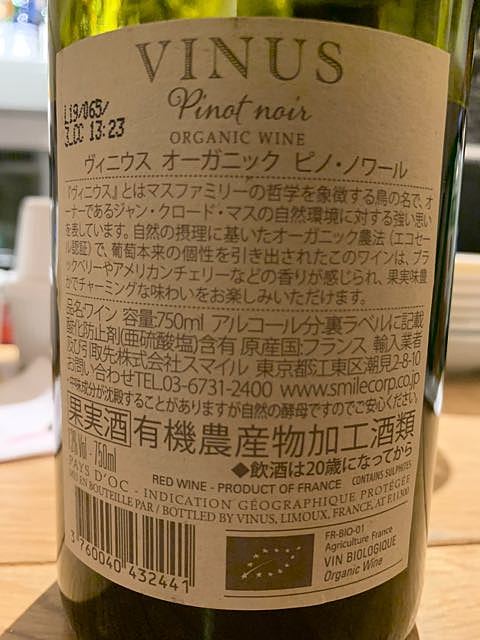 VINUS
Pinot noir
ORGANIC WINE
L19/065/
13:23
ヴィニウス オーガニック ピノ・ノワール
『ヴィニウス』とはマスファミリーの哲学を象徴する鳥の名で、オ
ーナーであるジャン・クロード・マスの自然環境に対する強い思い
を表しています。自然の摂理に基いたオーガニック農法(エコセー
ル認証)で、葡萄本来の個性を引き出されたこのワインは、ブラ
ックベリーやアメリカンチェリーなどの香りが感じられ、果実味豊
かでチャーミングな味わいをお楽しみいただけます。
品名:ワイン 容量:750ml アルコール分:裏ラベルに記載
酸化防止剤(亜硫酸塩)含有 原産国:フランス 輸入業者
及び引取先:株式会社スマイル 東京都江東区潮見2-8-10
お問い合わせTEL.03-6731-2400 www.smilecorp.co.jp
中味成分が沈殿することがありますが自然の酵母ですのでご安心ください。
果実酒 有機農産物加工酒類
◆飲酒は20歳になってから
Vol - 750ml
RED WINE - PRODUCT OF FRANCE CONTAINS SULPHITES
PAYS D'OC - INDICATION GÉOGRAPHIQUE PROTÉGÉE
MIS EN BOUTEILLE PAR / BOTTLED BY VINUS, LIMOUX, FRANCE, AT E11300
3 760040 432441
FR-BIO-01
Agriculture France
VIN BIOLOGIQUE
Organic Wine